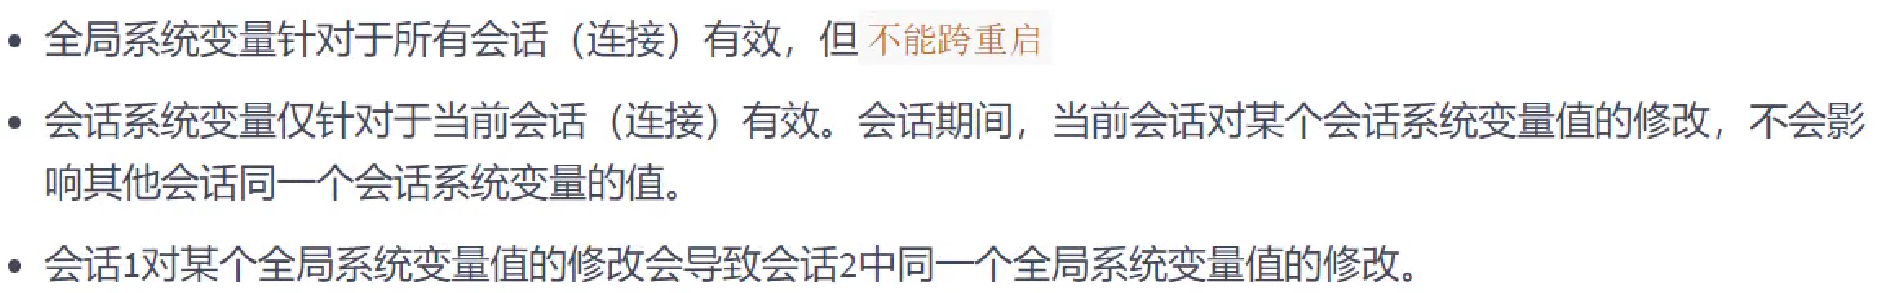 • 全局系统变量针对于所有会话（连接）有效，但 不能跨重启
• 会话系统变量仅针对于当前会话（连接）有效。会话期间，当前会话对某个会话系统变量值的修改，不会影
响其他会话同一个会话系统变量的值。
• 会话1对某个全局系统变量值的修改会导致会话2中同一个全局系统变量值的修改。